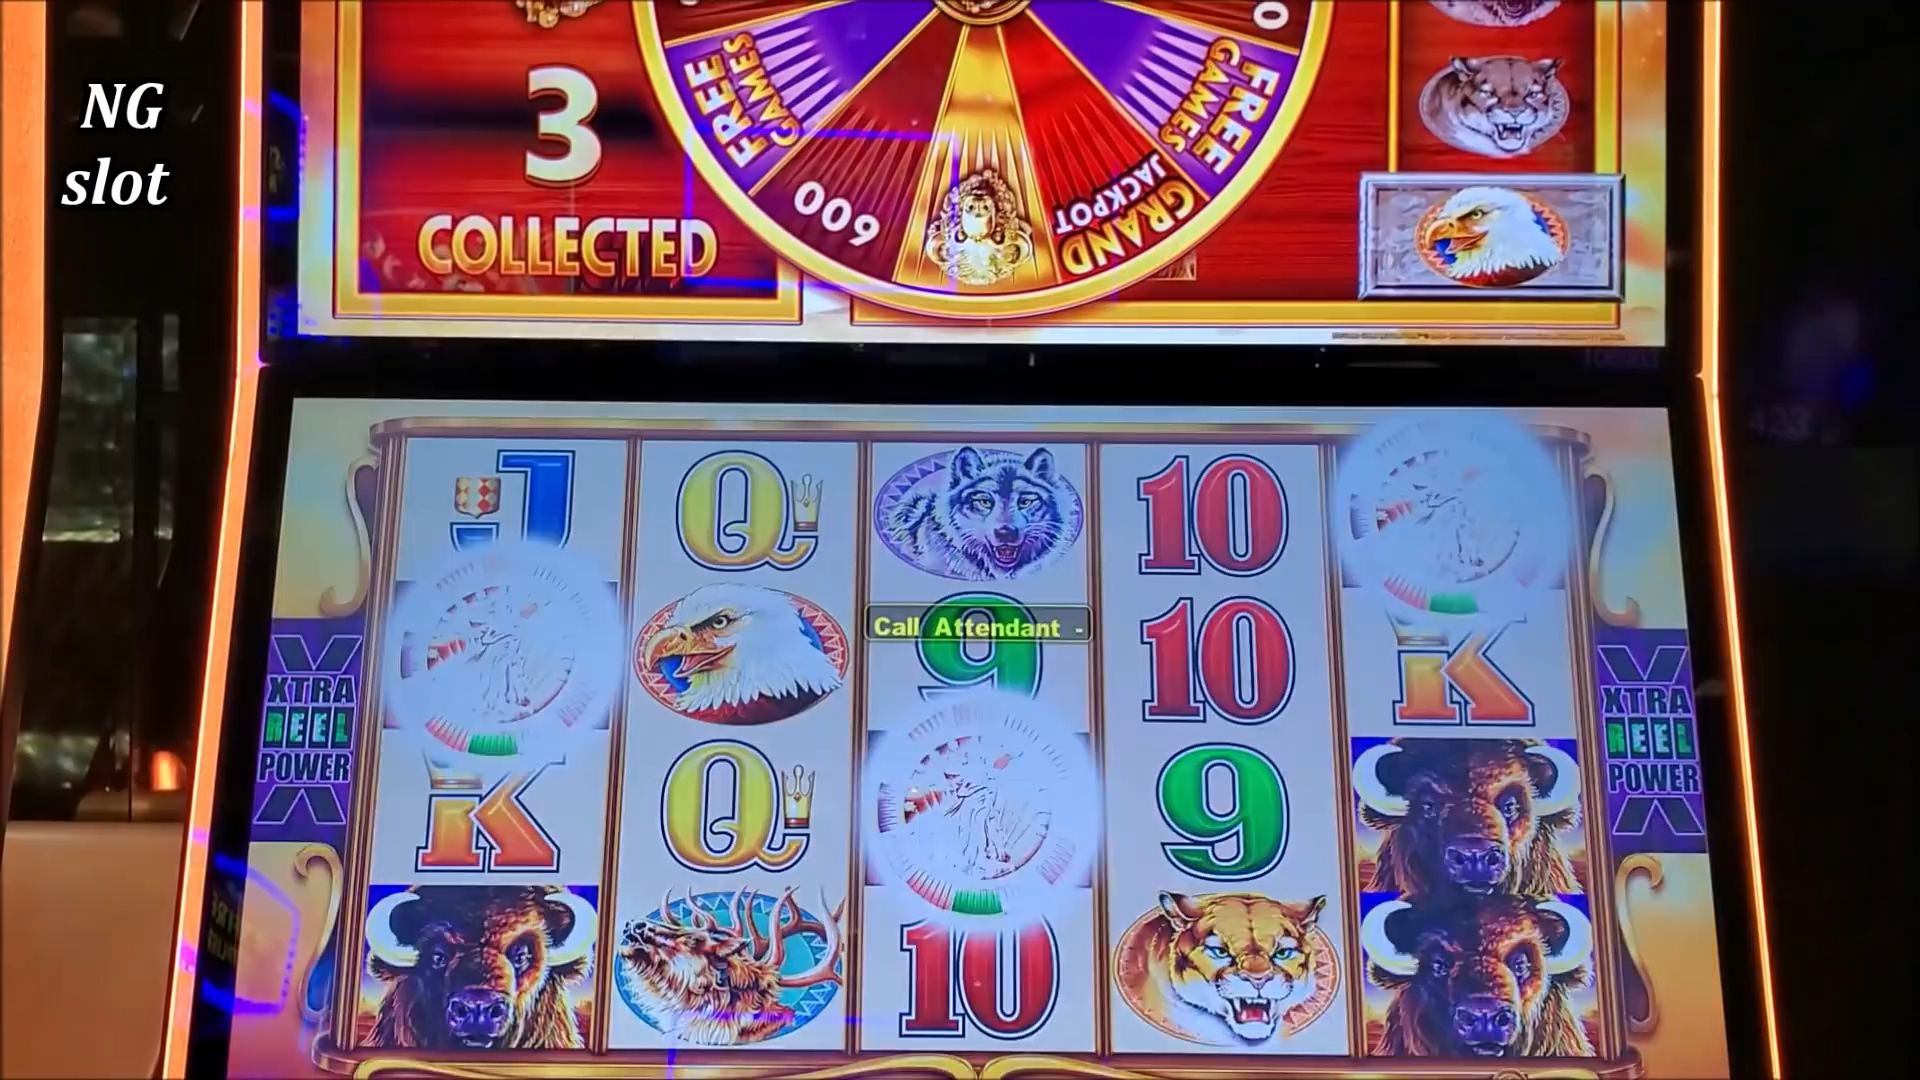 NG
slot
3
COLLECTED
FREE
GAMES
600
GRAND
JACKPOT
FREE
GAMES
0
J
Q
10
Call Attendant -
9
10
K
XTRA
REEL
POWER
XTRA
REEL
POWER
K
Q
9
10